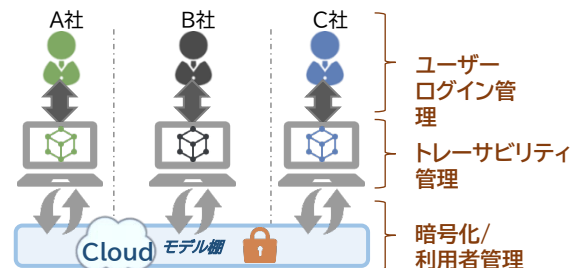 A社
B社
C社
ユーザー
ログイン管
理
トレーサビリティ
管理
暗号化/
利用者管理
Cloud
モデル棚